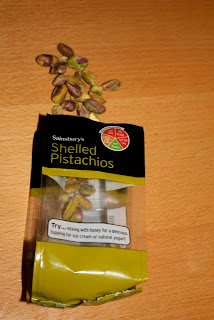 Sainsbury's
Shelled
Pistachios
Try... mixing with honey for a delicious
topping for ice cream or natural yogurt